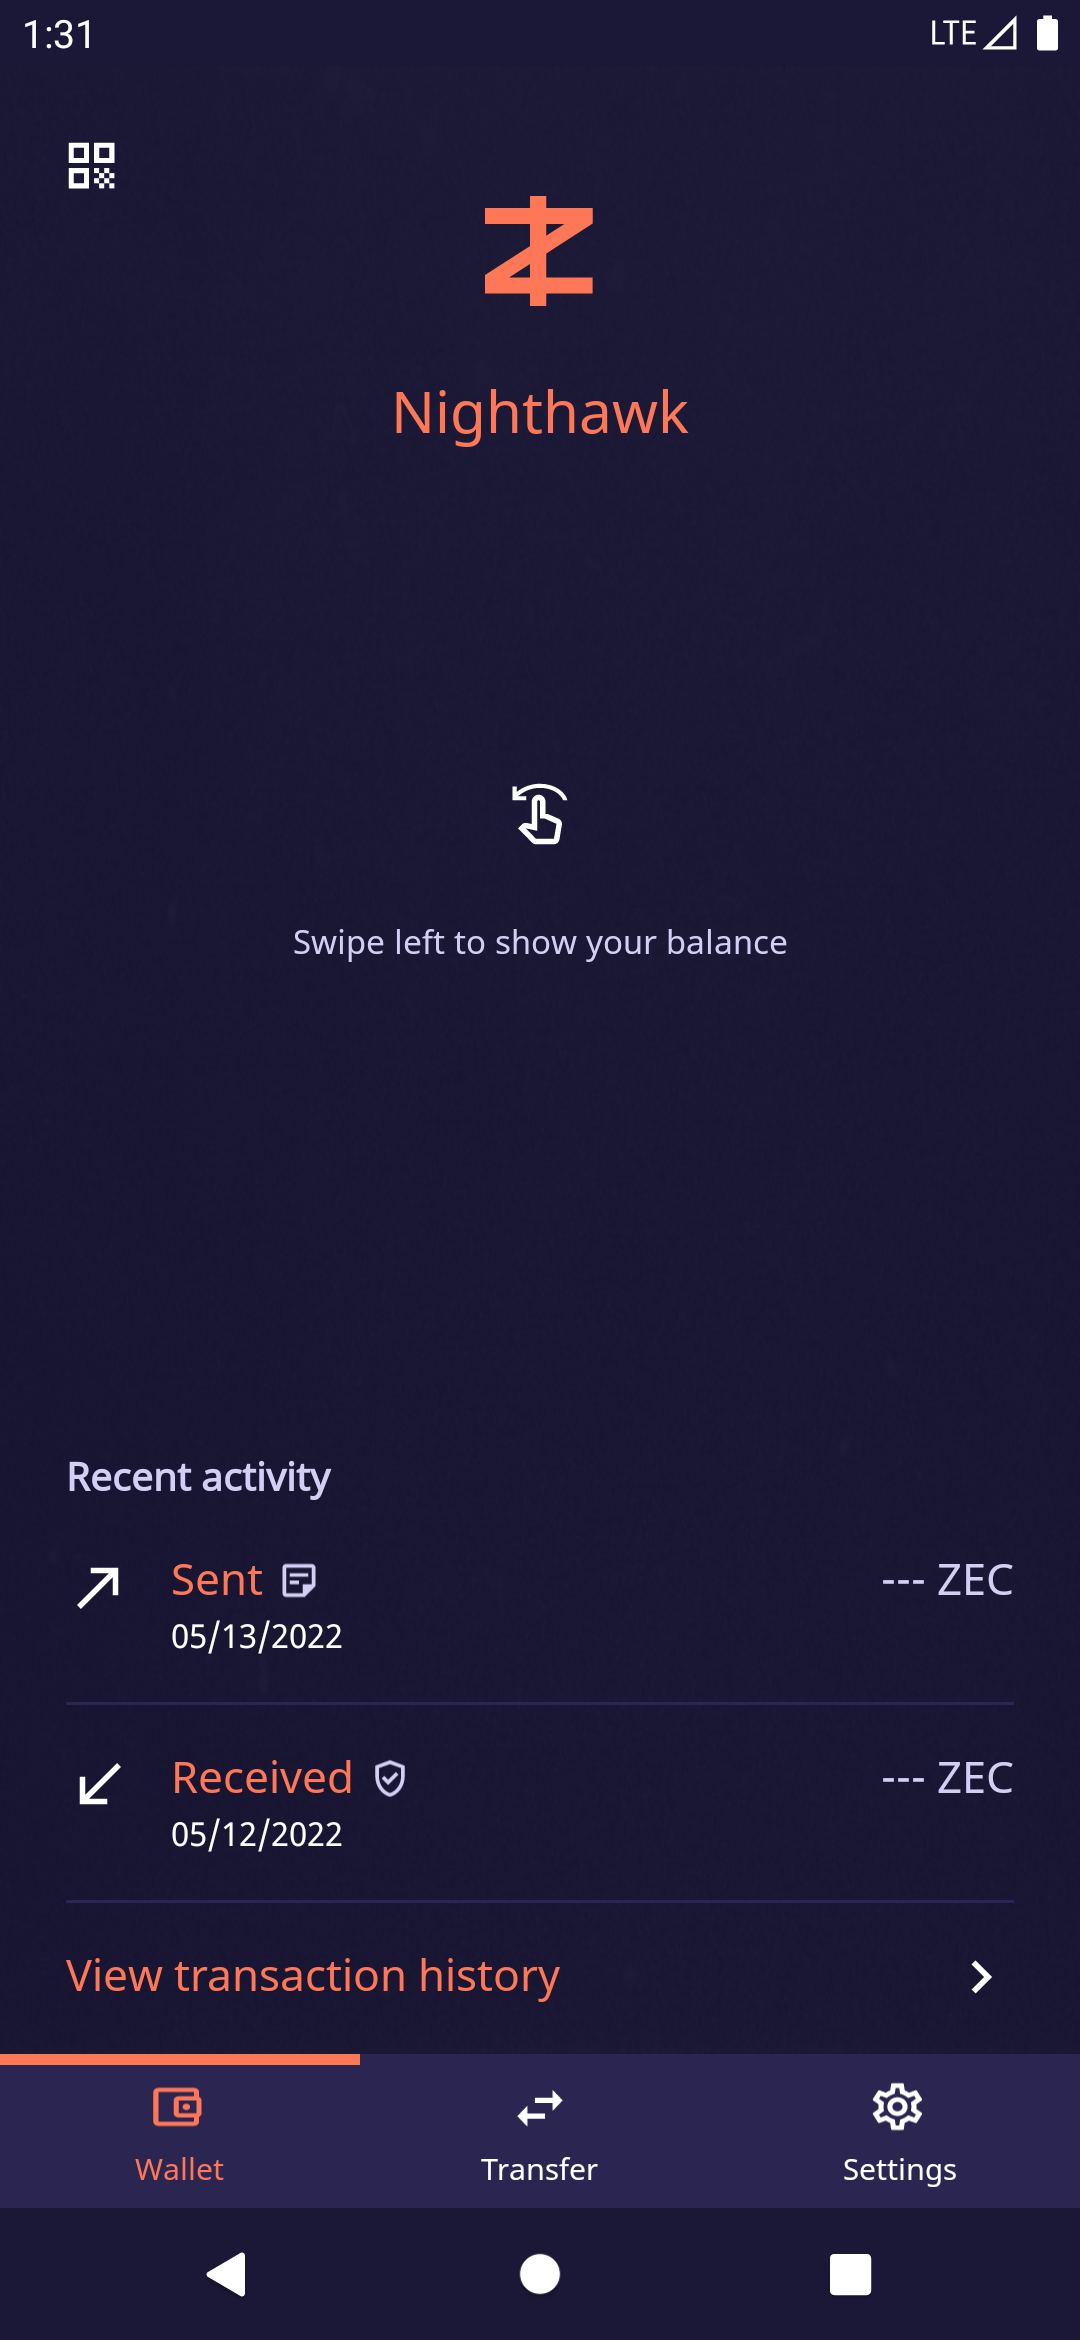 1:31
LTE
Nighthawk
Swipe left to show your balance
Recent activity
Sent
--- ZEC
05/13/2022
Received
--- ZEC
05/12/2022
View transaction history
Wallet
Transfer
Settings